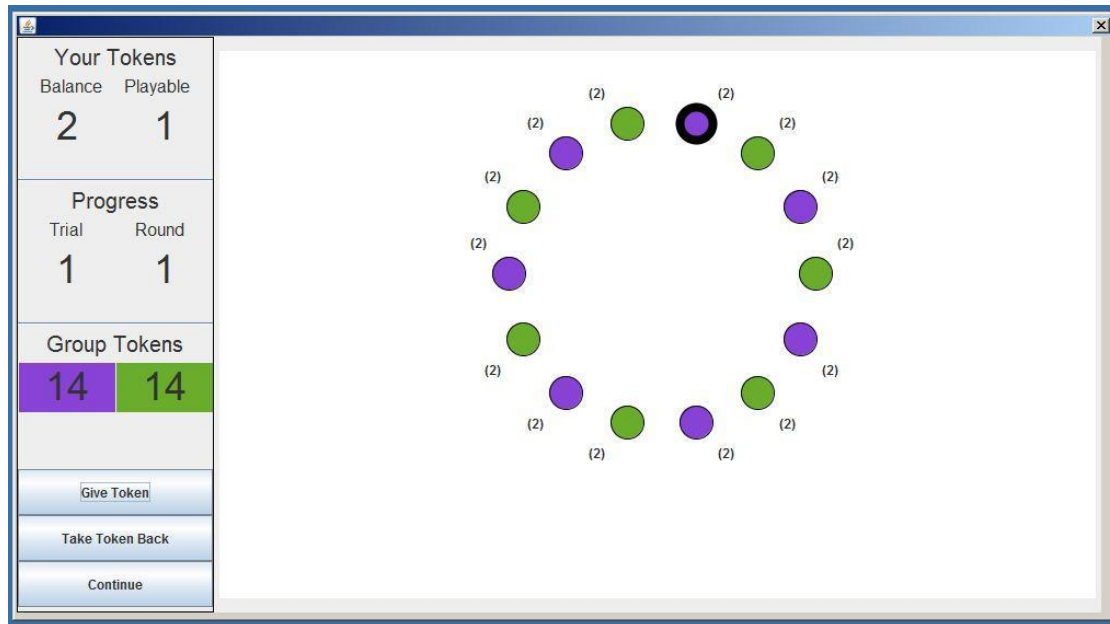 Your Tokens
Balance Playable
2 1
Progress
Trial Round
1 1
Group Tokens
14 14
Give Token
Take Token Back
Continue
(2) (2)
(2) (2)
(2) (2)
(2) (2)
(2) (2)
(2) (2)
(2) (2)